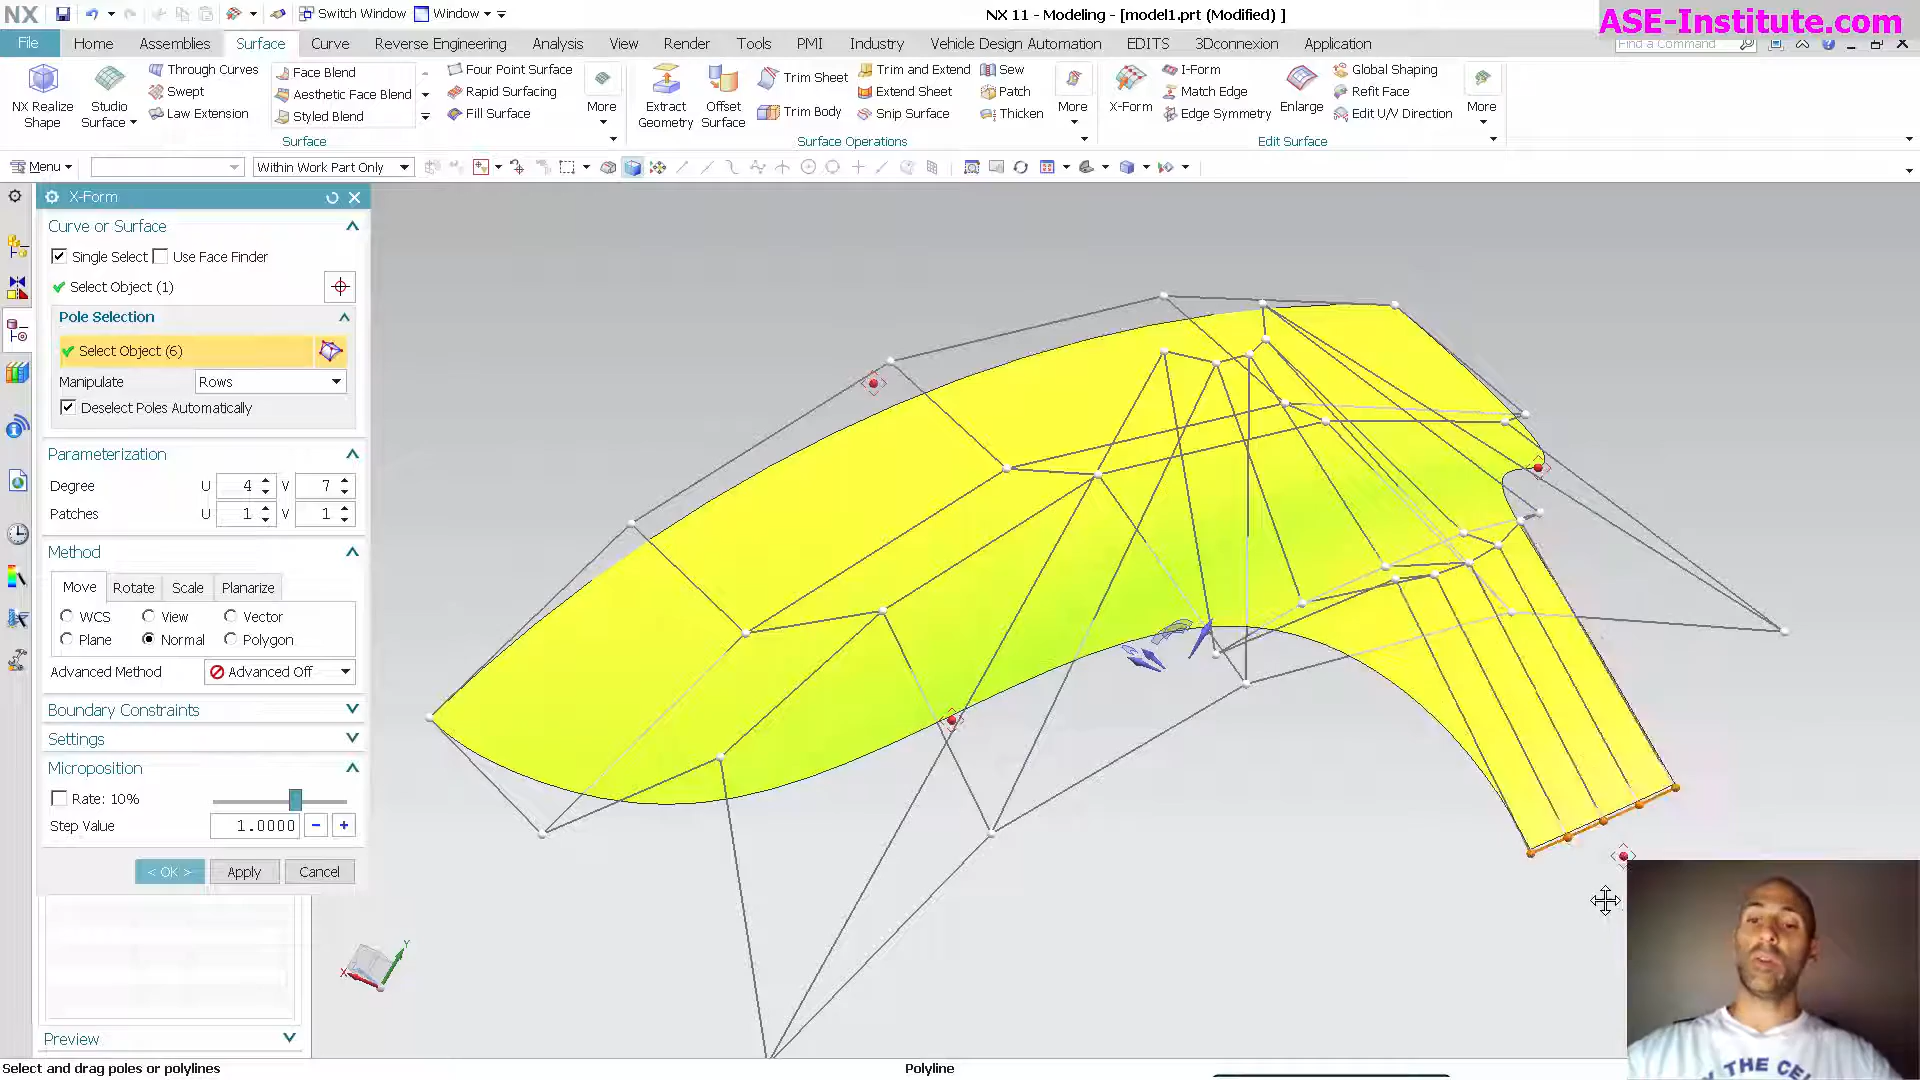 NX
Switch Window
Window
NX 11 - Modeling - [model1.prt (Modified) ]
ASE-Institute.com
File
Home
Assemblies
Surface
Curve
Reverse Engineering
Analysis
View
Render
Tools
PMI
Industry
Vehicle Design Automation
EDITS
3Dconnexion
Application
Find a Command
NX Realize Shape
Studio Surface
Through Curves
Swept
Law Extension
Face Blend
Aesthetic Face Blend
Styled Blend
Four Point Surface
Rapid Surfacing
Fill Surface
More
Surface
Extract Geometry
Offset Surface
Trim Sheet
Trim Body
Trim and Extend
Extend Sheet
Snip Surface
Sew
Patch
Thicken
More
Surface Operations
X-Form
I-Form
Match Edge
Edge Symmetry
Enlarge
Global Shaping
Refit Face
Edit U/V Direction
More
Edit Surface
Menu
Within Work Part Only
X-Form
Curve or Surface
Single Select
Use Face Finder
Select Object (1)
Pole Selection
Select Object (6)
Manipulate
Rows
Deselect Poles Automatically
Parameterization
Degree U 4 V 7
Patches U 1 V 1
Method
Move Rotate Scale Planarize
WCS View Vector
Plane Normal Polygon
Advanced Method Advanced Off
Boundary Constraints
Settings
Microposition
Rate: 10%
Step Value 1.0000 - +
< OK > Apply Cancel
X
Y
Preview
Select and drag poles or polylines
Polyline
THE CE